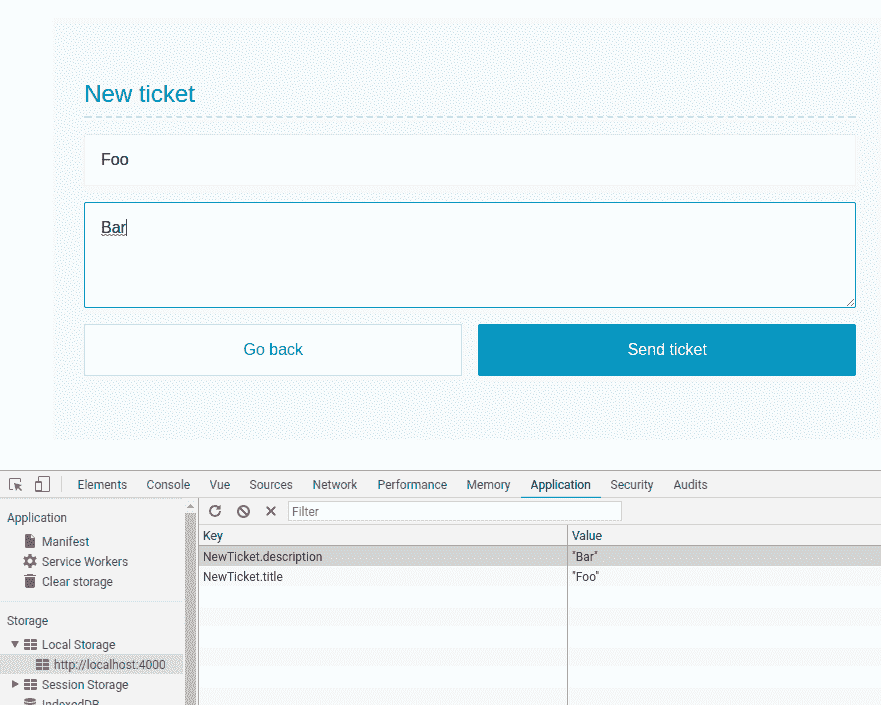 New ticket
Foo
Bar
Go back Send ticket
Elements Console Vue Sources Network Performance Memory Application Security Audits
Application
Filter
Manifest
Service Workers
Clear storage
Storage
Local Storage
http://localhost:4000
Session Storage
IndexedDB
Key Value
NewTicket.description "Bar"
NewTicket.title "Foo"